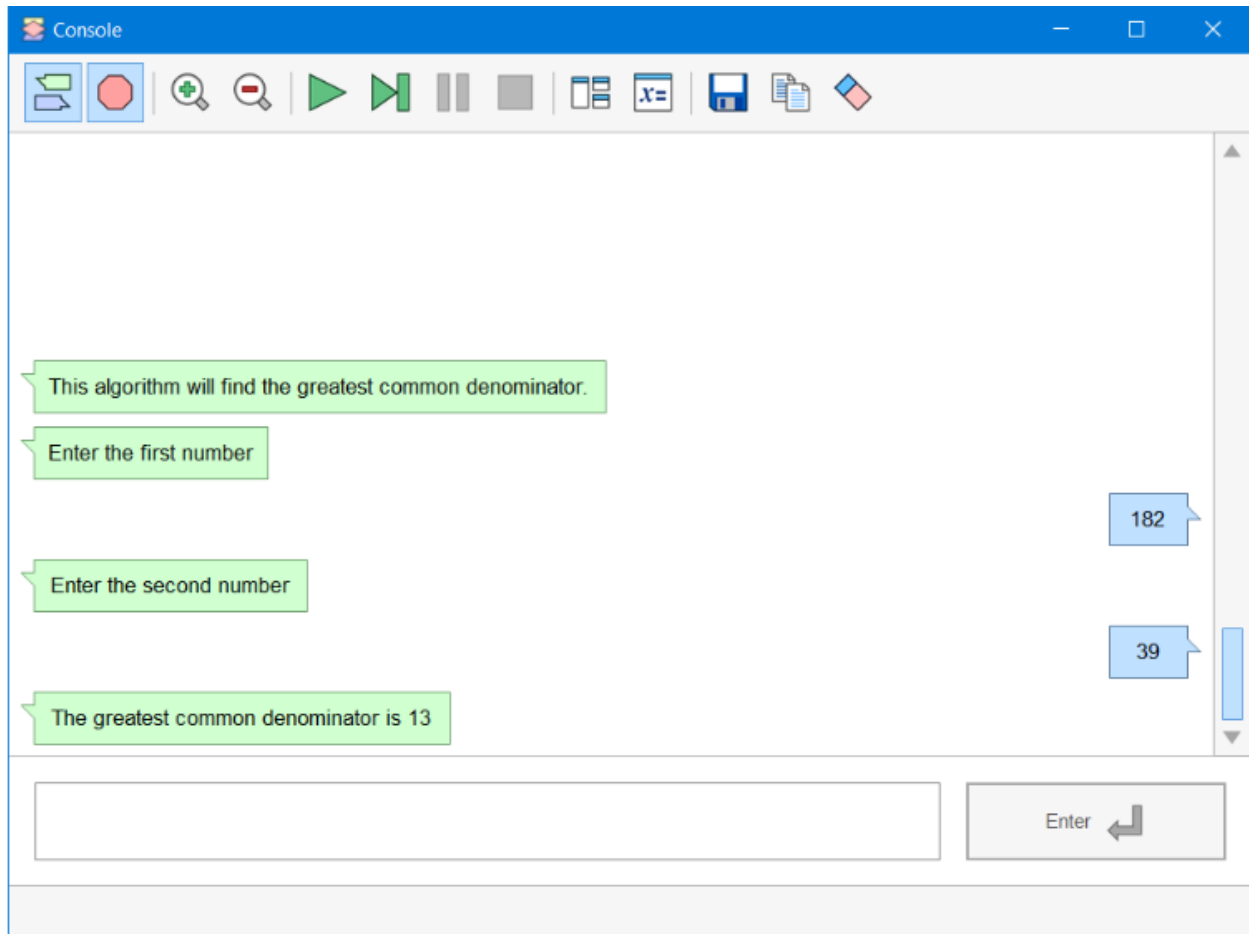 Console
x=
This algorithm will find the greatest common denominator.
Enter the first number
182
Enter the second number
39
The greatest common denominator is 13
Enter